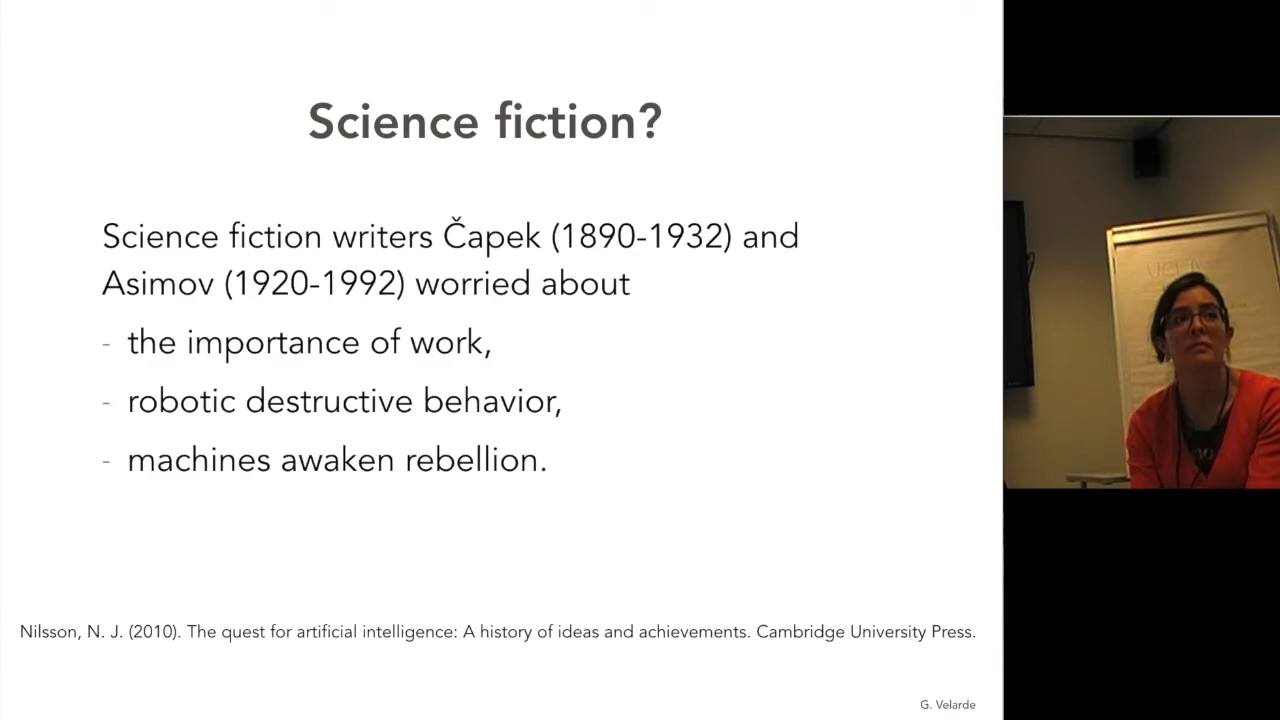 Science fiction?
Science fiction writers Čapek (1890-1932) and
Asimov (1920-1992) worried about
- the importance of work,
- robotic destructive behavior,
- machines awaken rebellion.
Nilsson, N. J. (2010). The quest for artificial intelligence: A history of ideas and achievements. Cambridge University Press.
G. Velarde